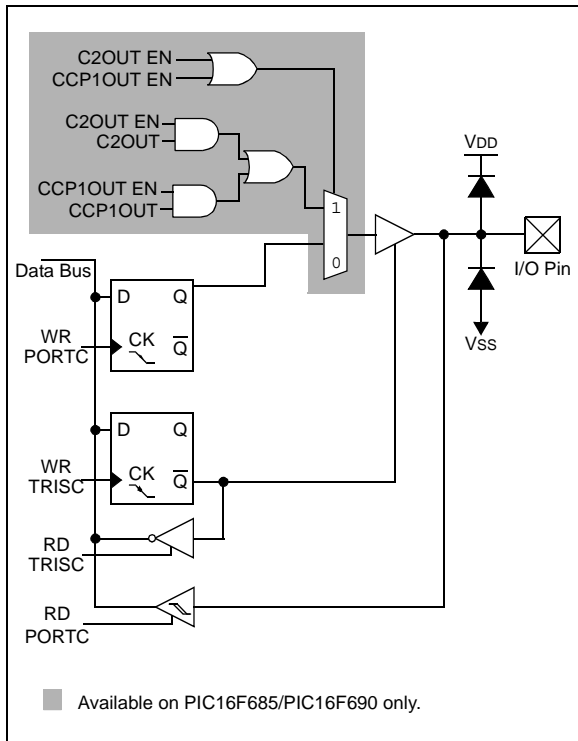 C2OUT EN
CCP1OUT EN
C2OUT EN
C2OUT
CCP1OUT EN
CCP1OUT
1
0
VDD
I/O Pin
VSS
Data Bus
D Q
CK Q
WR
PORTC
D Q
CK Q
WR
TRISC
RD
TRISC
RD
PORTC
Available on PIC16F685/PIC16F690 only.